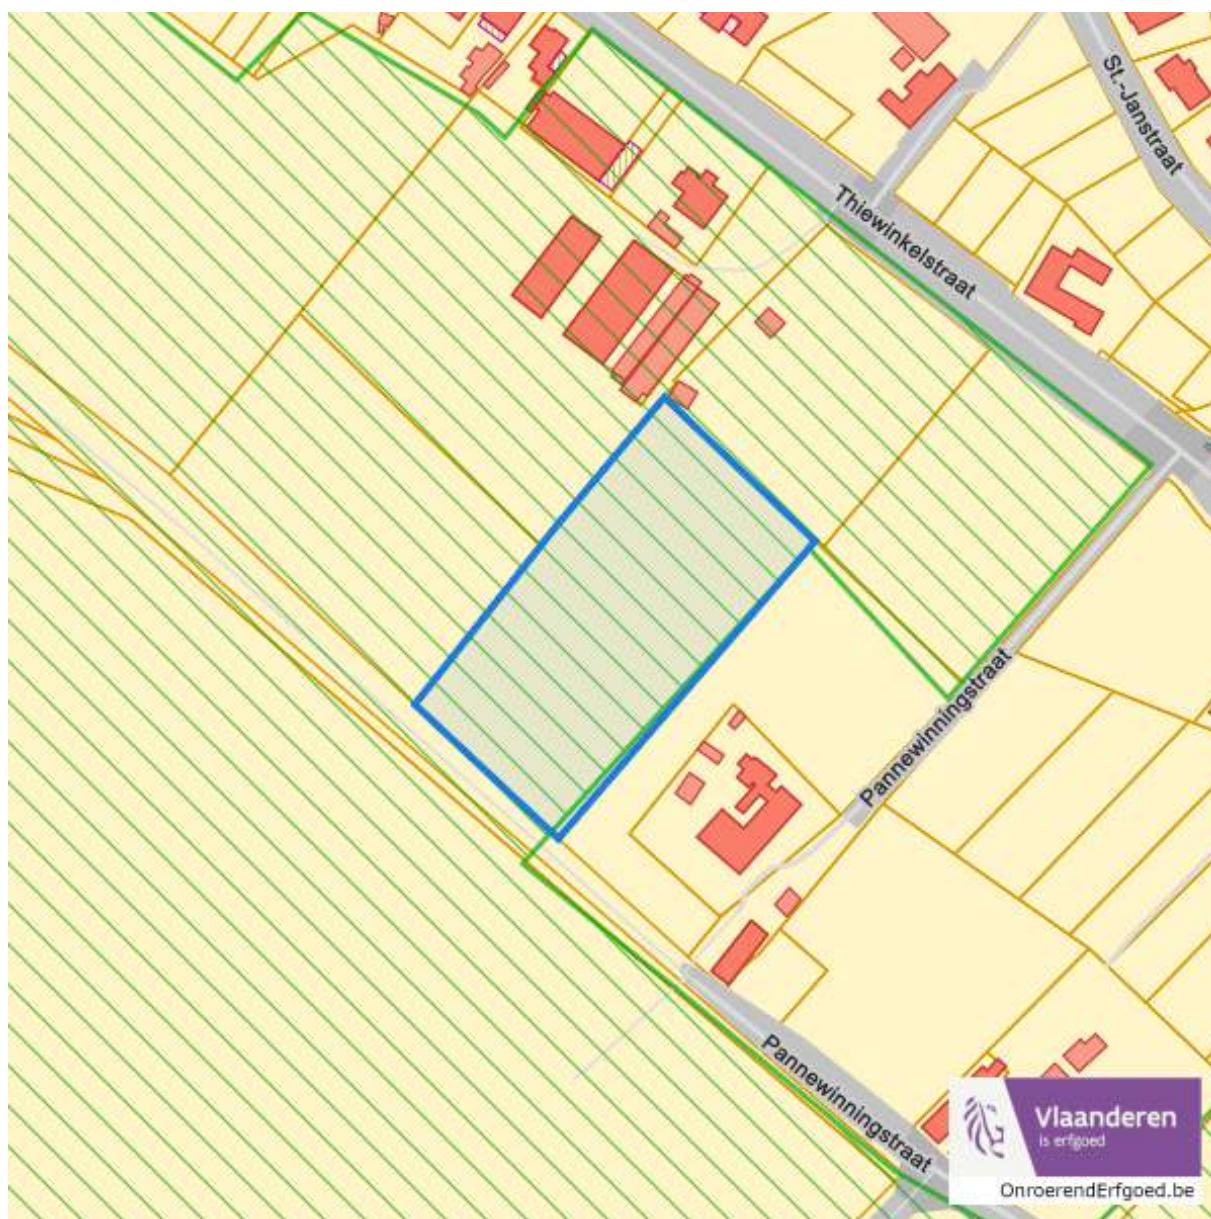 St.-Janstraat
Thiewinkelstraat
Pannewinningstraat
Pannewinningstraat
Vlaanderen
is erfgoed
OnroerendErfgoed.be